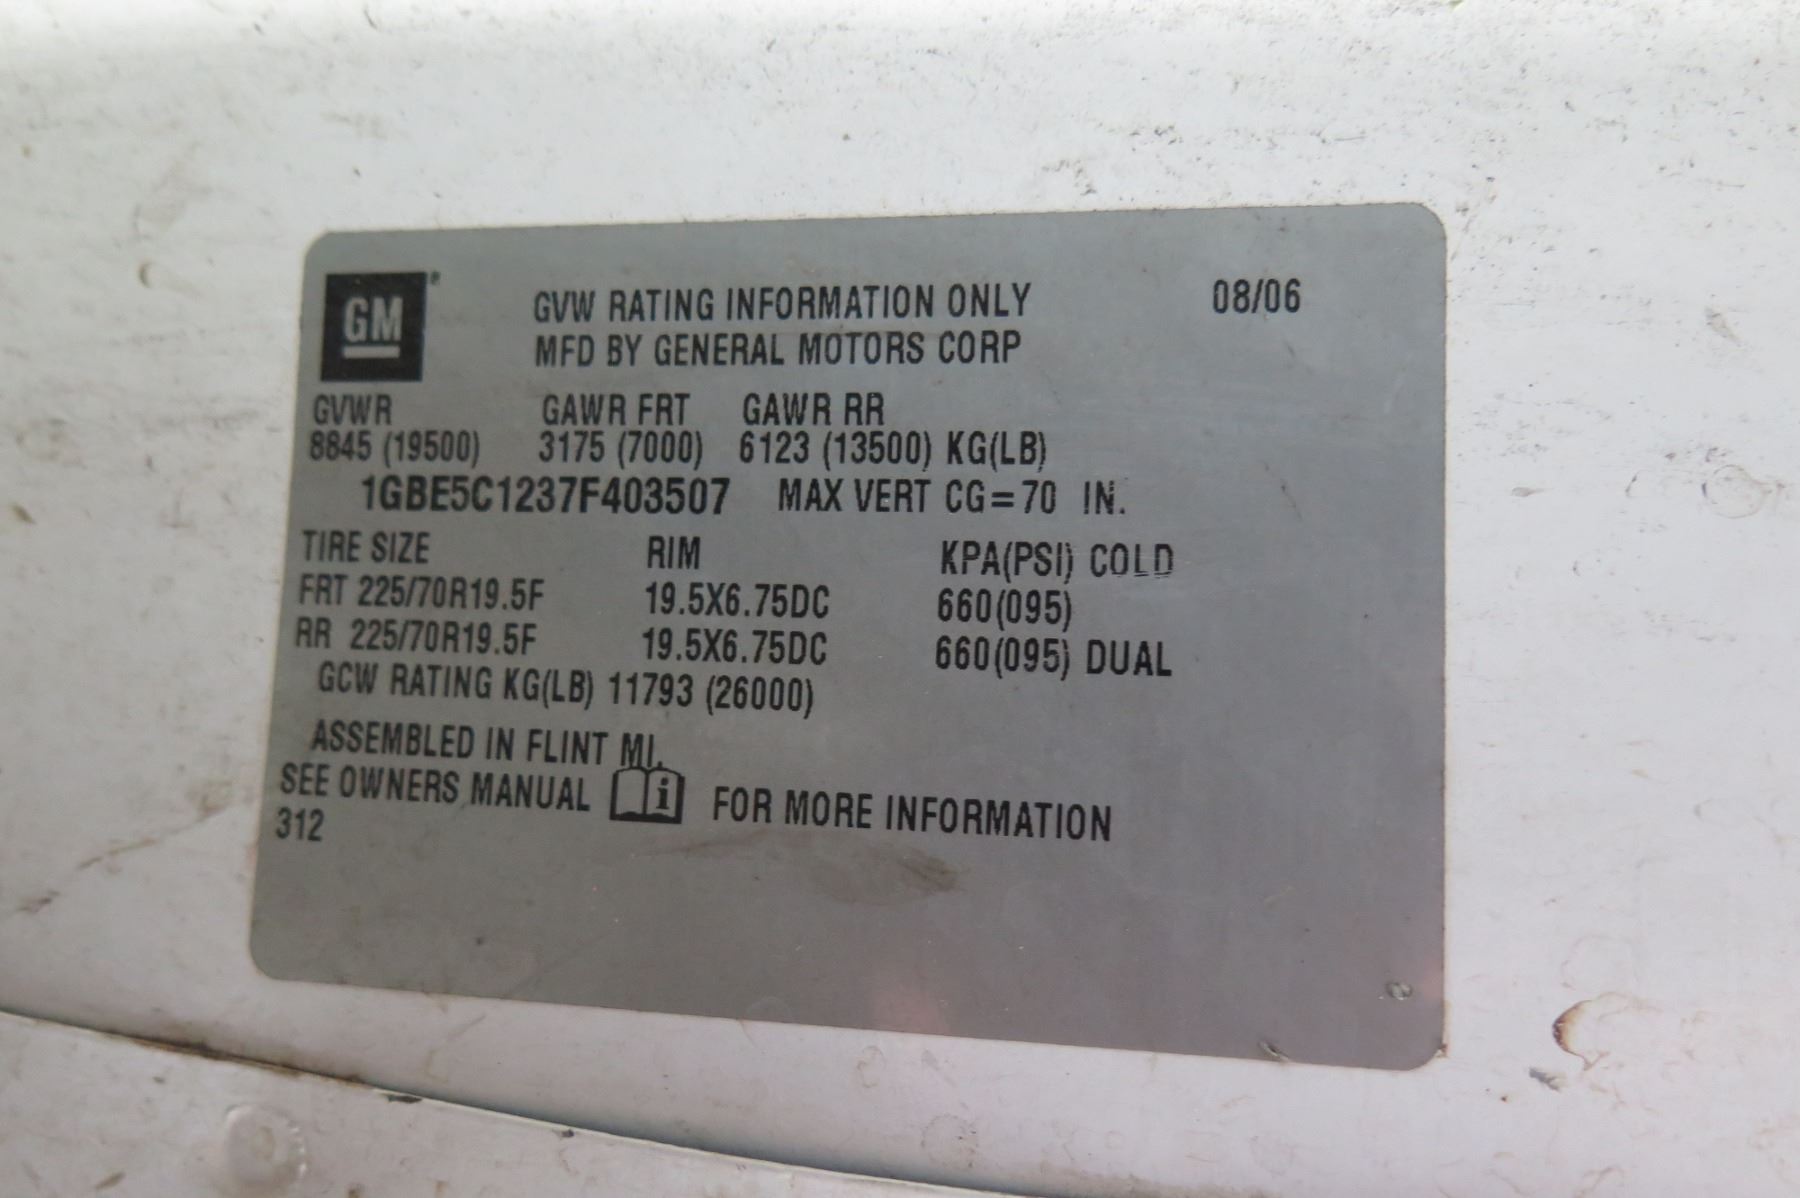 GM®
GVW RATING INFORMATION ONLY 08/06
MFD BY GENERAL MOTORS CORP
GVWR GAWR FRT GAWR RR
8845 (19500) 3175 (7000) 6123 (13500) KG(LB)
1GBE5C1237F403507 MAX VERT CG=70 IN.
TIRE SIZE RIM KPA(PSI) COLD
FRT 225/70R19.5F 19.5X6.75DC 660(095)
RR 225/70R19.5F 19.5X6.75DC 660(095) DUAL
GCW RATING KG(LB) 11793 (26000)
ASSEMBLED IN FLINT MI.
SEE OWNERS MANUAL i FOR MORE INFORMATION
312